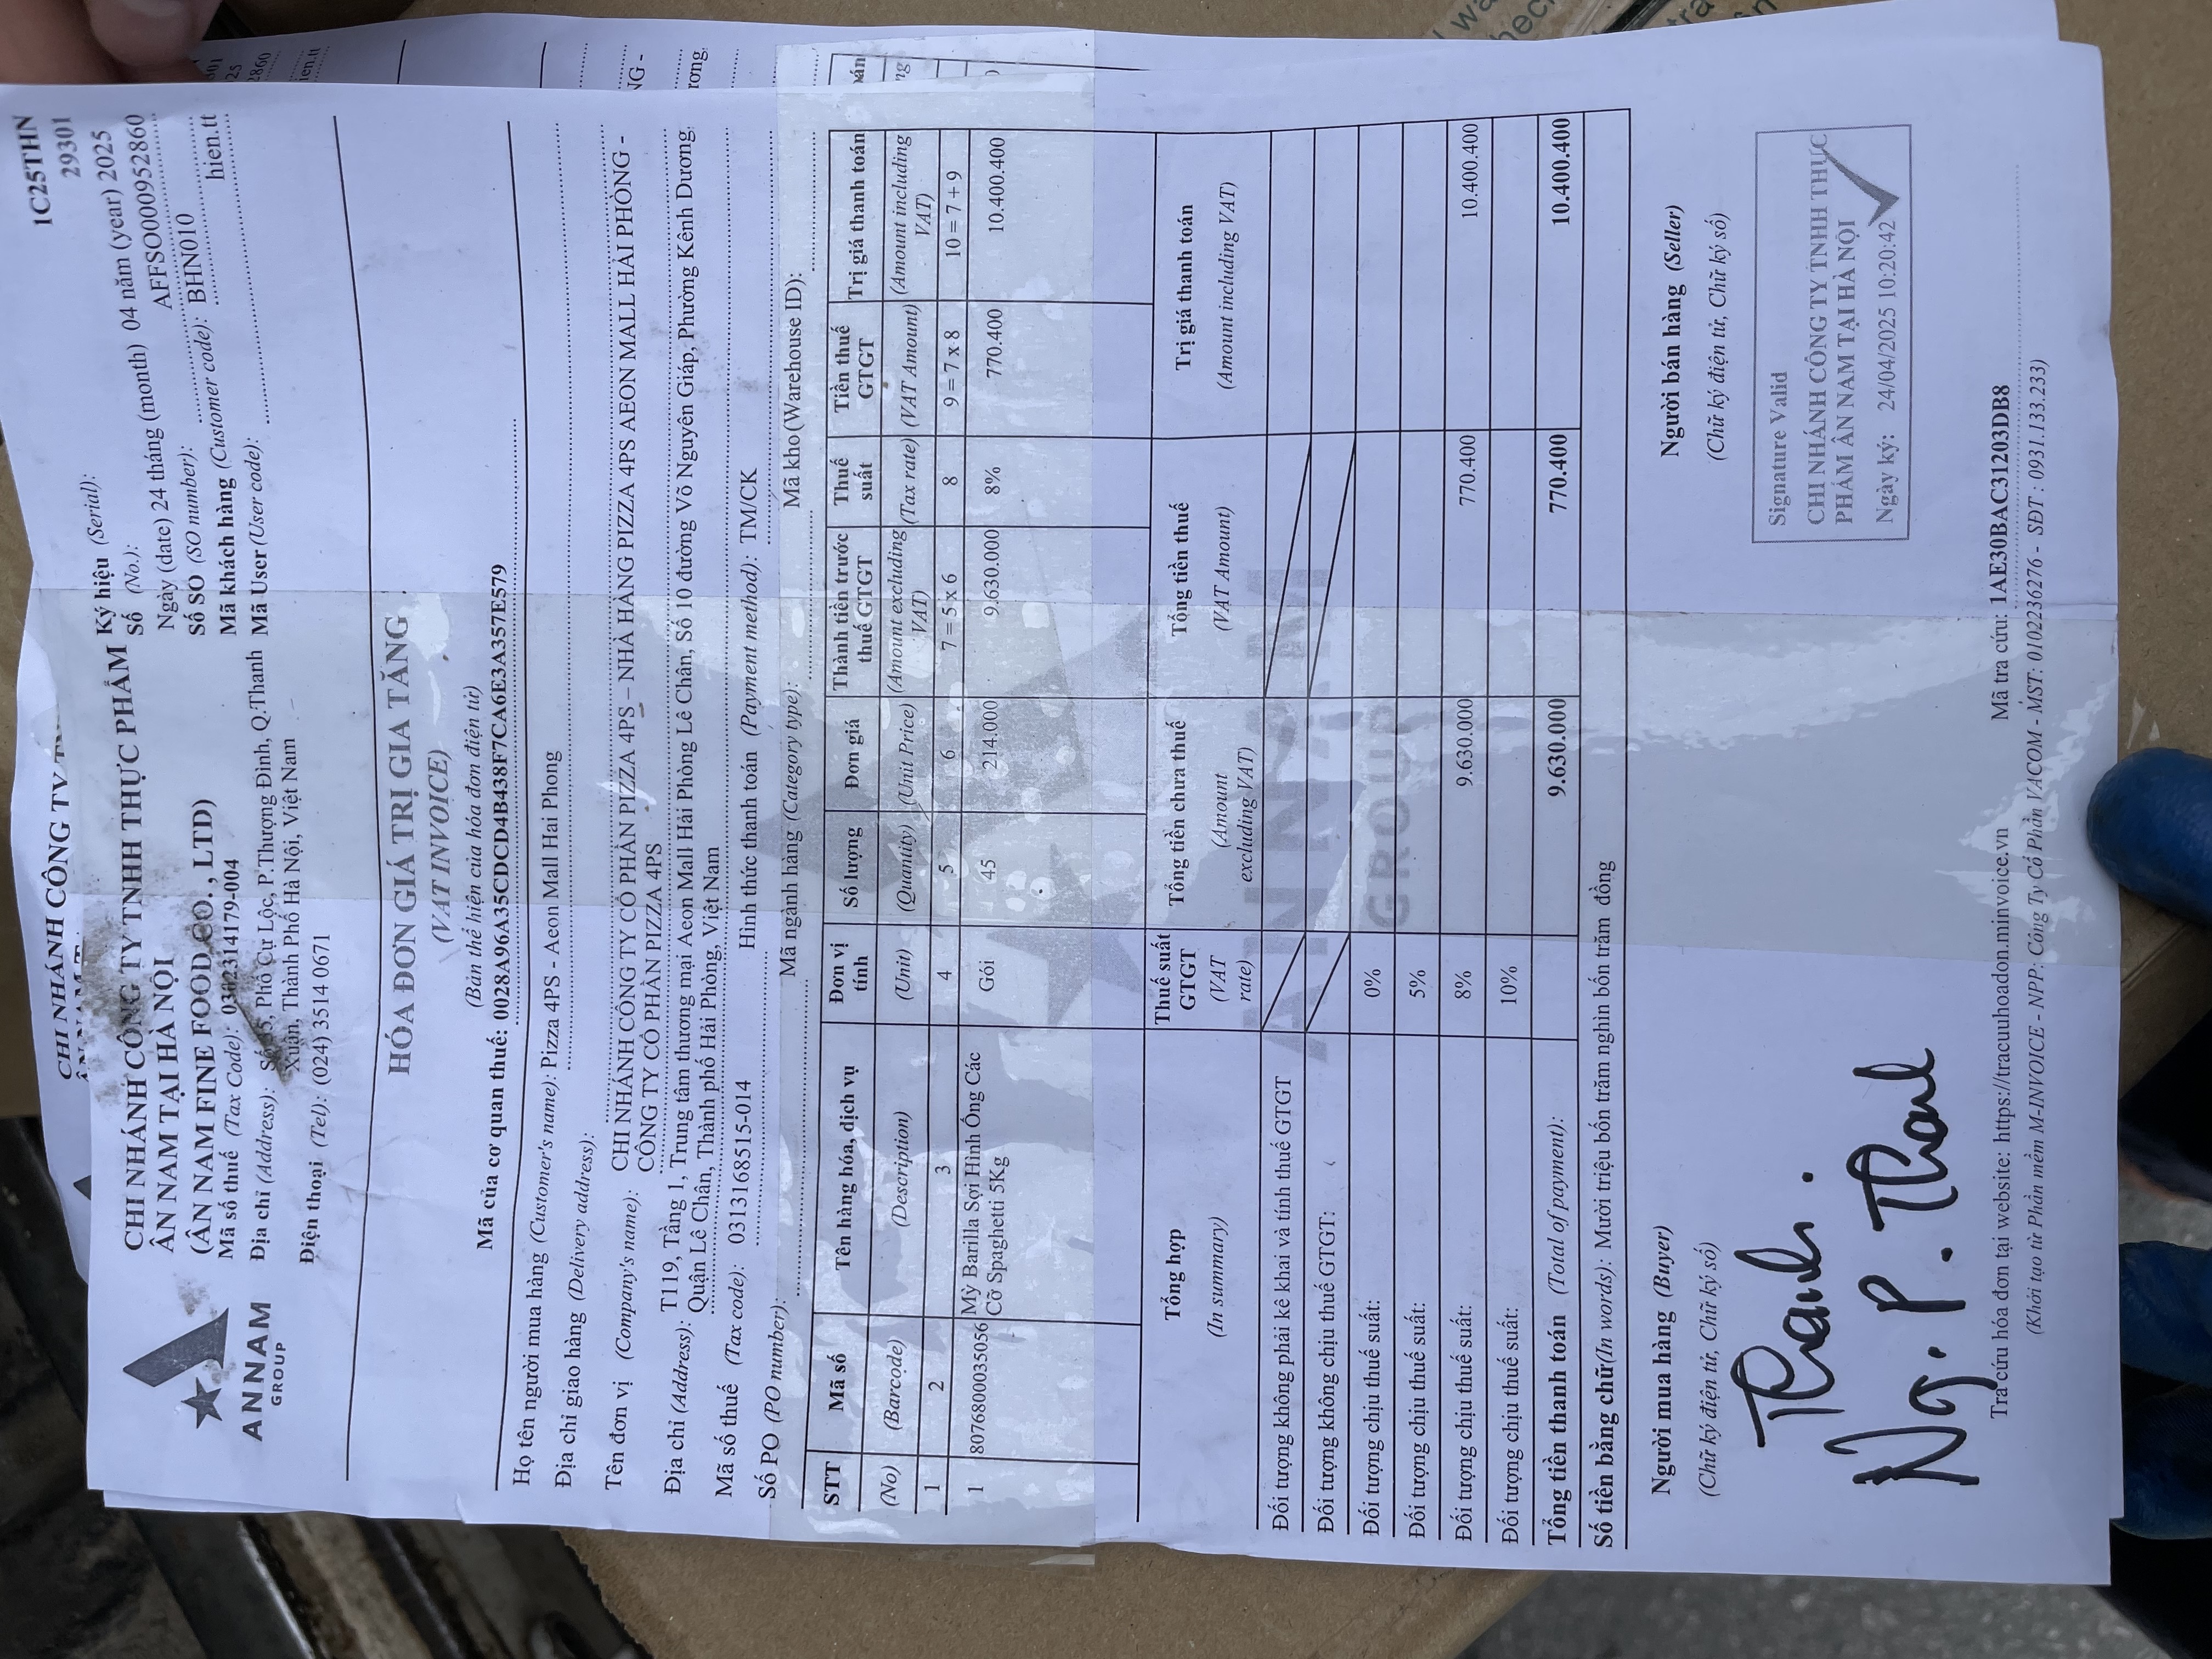 ANNAM
GROUP
CHI NHÁNH CÔNG TY TNHH THỰC PHẨM
ÂN NAM TẠI HÀ NỘI
(ÂN NAM FINE FOOD CO. , LTD)
Mã số thuế (Tax Code): 0302314179-004
Địa chỉ (Address): Số 35, Phố Cự Lộc, P.Thượng Đình, Q.Thanh
Xuân, Thành Phố Hà Nội, Việt Nam
Điện thoại (Tel): (024) 3514 0671
Ký hiệu (Serial): 1C25THN
Số (No.): 29301
Ngày (date) 24 tháng (month) 04 năm (year) 2025
Số SO (SO number): AFFSO0000952860
Mã khách hàng (Customer code): BHN010
Mã User (User code): hien.tt
HÓA ĐƠN GIÁ TRỊ GIA TĂNG
(VAT INVOICE)
(Bản thể hiện của hóa đơn điện tử)
Mã của cơ quan thuế: 0028A96A35CDCD4B438F7CA6E3A357E579
Họ tên người mua hàng (Customer's name): Pizza 4PS - Aeon Mall Hai Phong
Địa chỉ giao hàng (Delivery address):
Tên đơn vị (Company's name): CHI NHÁNH CÔNG TY CỔ PHẦN PIZZA 4PS – NHÀ HÀNG PIZZA 4PS AEON MALL HẢI PHÒNG -
CÔNG TY CỔ PHẦN PIZZA 4PS
Địa chỉ (Address): T119, Tầng 1, Trung tâm thương mại Aeon Mall Hải Phòng Lê Chân, Số 10 đường Võ Nguyên Giáp, Phường Kênh Dương,
Quận Lê Chân, Thành phố Hải Phòng, Việt Nam
Mã số thuế (Tax code): 0313168515-014 Hình thức thanh toán (Payment method): TM/CK
Số PO (PO number): Mã ngành hàng (Category type): Mã kho(Warehouse ID):
STT Mã số Tên hàng hóa, dịch vụ Đơn vị tính Số lượng Đơn giá Thành tiền trước thuế GTGT Thuế suất Tiền thuế GTGT Trị giá thanh toán
(No) (Barcode) (Description) (Unit) (Quantity) (Unit Price) (Amount excluding VAT) (Tax rate) (VAT Amount) (Amount including VAT)
1 2 3 4 5 6 7 = 5 x 6 8 9 = 7 x 8 10 = 7 + 9
1 8076800035056 Mỳ Barilla Sợi Hình Ống Các Gói 45 214.000 9.630.000 8% 770.400 10.400.400
Cỡ Spaghetti 5Kg
Tổng hợp Thuế suất GTGT Tổng tiền chưa thuế Tổng tiền thuế Trị giá thanh toán
(In summary) (VAT rate) (Amount excluding VAT) (VAT Amount) (Amount including VAT)
Đối tượng không phải kê khai và tính thuế GTGT
Đối tượng không chịu thuế GTGT:
Đối tượng chịu thuế suất: 0%
Đối tượng chịu thuế suất: 5%
Đối tượng chịu thuế suất: 8% 9.630.000 770.400 10.400.400
Đối tượng chịu thuế suất: 10%
Tổng tiền thanh toán (Total of payment): 9.630.000 770.400 10.400.400
Số tiền bằng chữ(In words): Mười triệu bốn trăm nghìn bốn trăm đồng
Người mua hàng (Buyer) Người bán hàng (Seller)
(Chữ ký điện tử, Chữ ký số) (Chữ ký điện tử, Chữ ký số)
Signature Valid
CHI NHÁNH CÔNG TY TNHH THỰC
PHẨM ÂN NAM TẠI HÀ NỘI
Ngày ký: 24/04/2025 10:20:42
Ng. P.
ANNAM
GROUP
Tra cứu hóa đơn tại website: https://tracuuhoadon.minvoice.vn Mã tra cứu: 1AE30BAC31203DB8
(Khởi tạo từ Phần mềm M-INVOICE - NPP: Công Ty Cổ Phần VACOM - MST: 0102236276 - SĐT : 0931.133.233)